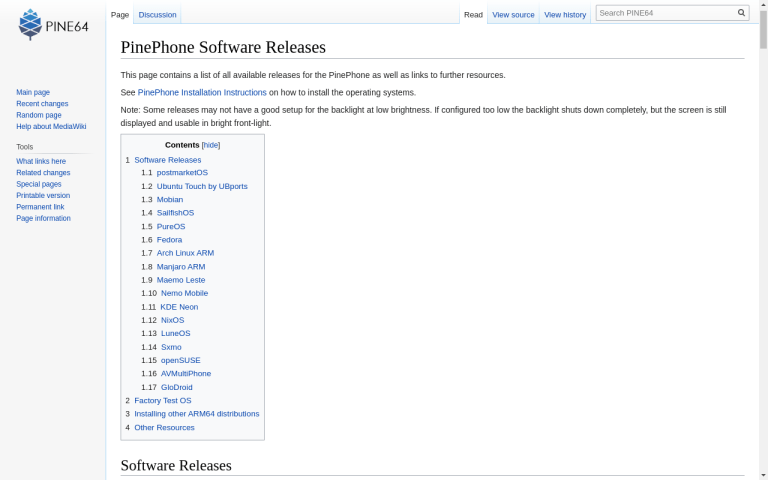 PINE64
Main page
Recent changes
Random page
Help about MediaWiki
Tools
What links here
Related changes
Special pages
Printable version
Permanent link
Page information
Page
Discussion
Read
View source
View history
Search PINE64
PinePhone Software Releases
This page contains a list of all available releases for the PinePhone as well as links to further resources.
See PinePhone Installation Instructions on how to install the operating systems.
Note: Some releases may not have a good setup for the backlight at low brightness. If configured too low the backlight shuts down completely, but the screen is still
displayed and usable in bright front-light.
Contents [hide]
1 Software Releases
1.1 postmarketOS
1.2 Ubuntu Touch by UBports
1.3 Mobian
1.4 SailfishOS
1.5 PureOS
1.6 Fedora
1.7 Arch Linux ARM
1.8 Manjaro ARM
1.9 Maemo Leste
1.10 Nemo Mobile
1.11 KDE Neon
1.12 NixOS
1.13 LuneOS
1.14 Sxmo
1.15 openSUSE
1.16 AVMultiPhone
1.17 GloDroid
2 Factory Test OS
3 Installing other ARM64 distributions
4 Other Resources
Software Releases